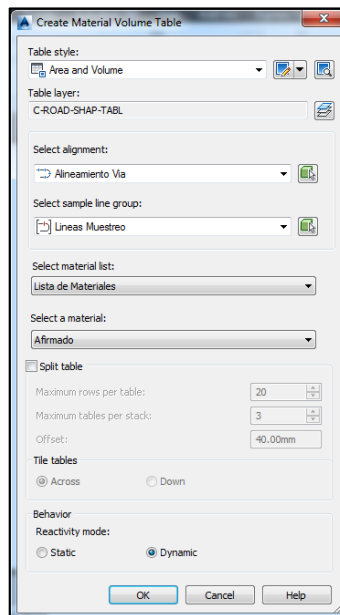 Create Material Volume Table
Table style:
Area and Volume
Table layer:
C-ROAD-SHAP-TABL
Select alignment:
Alineamiento Via
Select sample line group:
Lineas Muestreo
Select material list:
Lista de Materiales
Select a material:
Afirmado
Split table
Maximum rows per table: 20
Maximum tables per stack: 3
Offset: 40.00mm
Tile tables
Across Down
Behavior
Reactivity mode:
Static Dynamic
OK Cancel Help